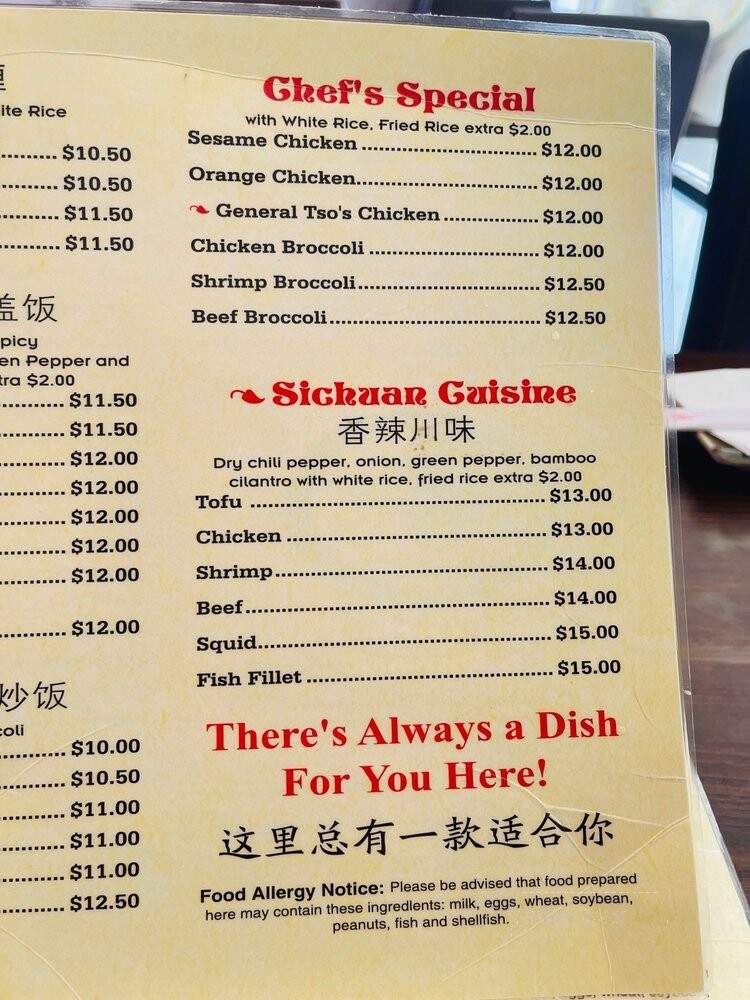 ite Rice
$10.50
$10.50
$11.50
$11.50
盖饭
picy
en Pepper and
tra $2.00
$11.50
$11.50
$12.00
$12.00
$12.00
$12.00
$12.00
$12.00
炒饭
coli
$10.00
$10.50
$11.00
$11.00
$11.00
$12.50
Chef's Special
with White Rice, Fried Rice extra $2.00
Sesame Chicken $12.00
Orange Chicken $12.00
General Tso's Chicken $12.00
Chicken Broccoli $12.00
Shrimp Broccoli $12.50
Beef Broccoli $12.50
Sichuan Cuisine
香辣川味
Dry chili pepper, onion, green pepper, bamboo
cilantro with white rice, fried rice extra $2.00
Tofu $13.00
Chicken $13.00
Shrimp $14.00
Beef $14.00
Squid $15.00
Fish Fillet $15.00
There's Always a Dish
For You Here!
这里总有一款适合你
Food Allergy Notice: Please be advised that food prepared
here may contain these ingredients: milk, eggs, wheat, soybean,
peanuts, fish and shellfish.